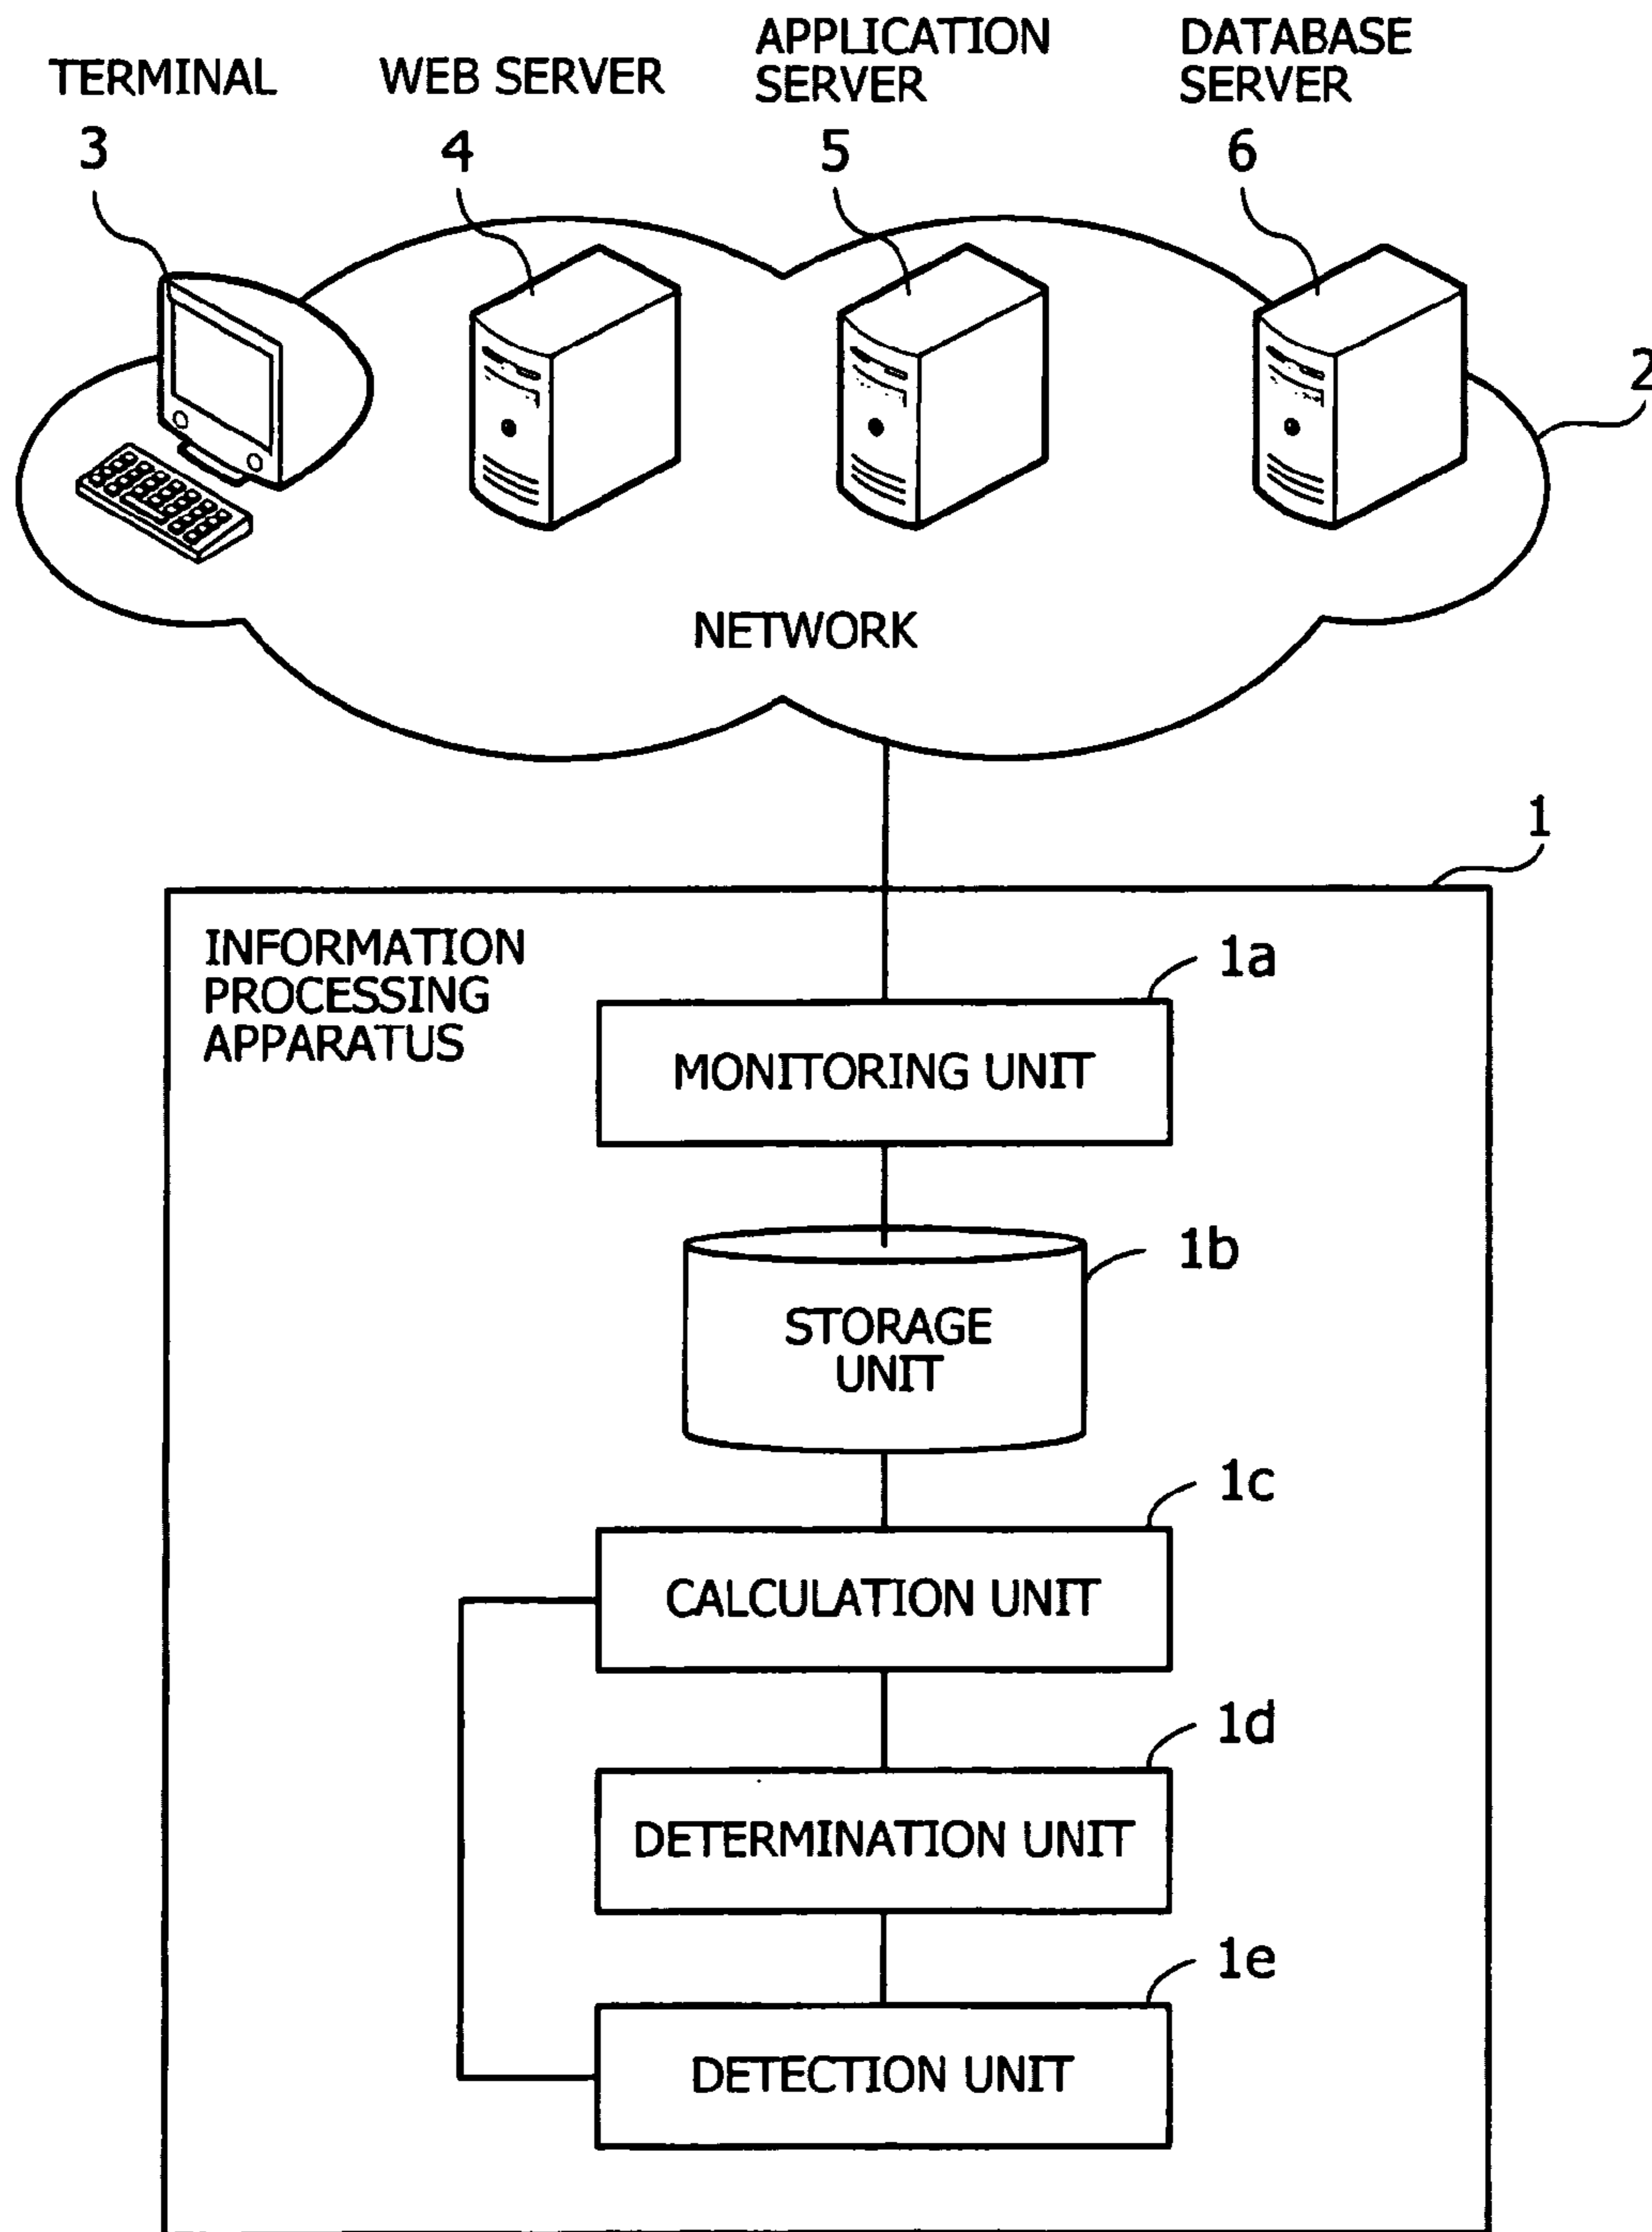 TERMINAL
WEB SERVER
APPLICATION
SERVER
DATABASE
SERVER
3
4
5
6
2
NETWORK
1
INFORMATION
PROCESSING
APPARATUS
1a
MONITORING UNIT
1b
STORAGE
UNIT
1c
CALCULATION UNIT
1d
DETERMINATION UNIT
1e
DETECTION UNIT